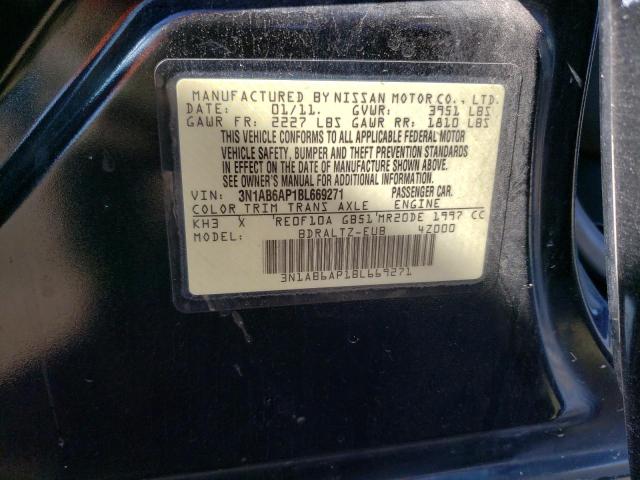 MANUFACTURED BY NISSAN MOTOR CO., LTD.
DATE: 01/11. GVWR: 3951 LBS
GAWR FR: 2227 LBS GAWR RR: 1810 LBS
THIS VEHICLE CONFORMS TO ALL APPLICABLE FEDERAL MOTOR
VEHICLE SAFETY, BUMPER AND THEFT PREVENTION STANDARDS
IN EFFECT ON THE DATE OF MANUFACTURE SHOWN ABOVE.
SEE OWNER'S MANUAL FOR ADDITIONAL INFORMATION.
VIN: 3N1AB6AP1BL669271 PASSENGER CAR.
COLOR TRIM TRANS AXLE ENGINE
KH3 X RE0F10A GB51 MR20DE 1997 CC
MODEL: BDRALTZ-EUB 4Z000
3N1AB6AP1BL669271